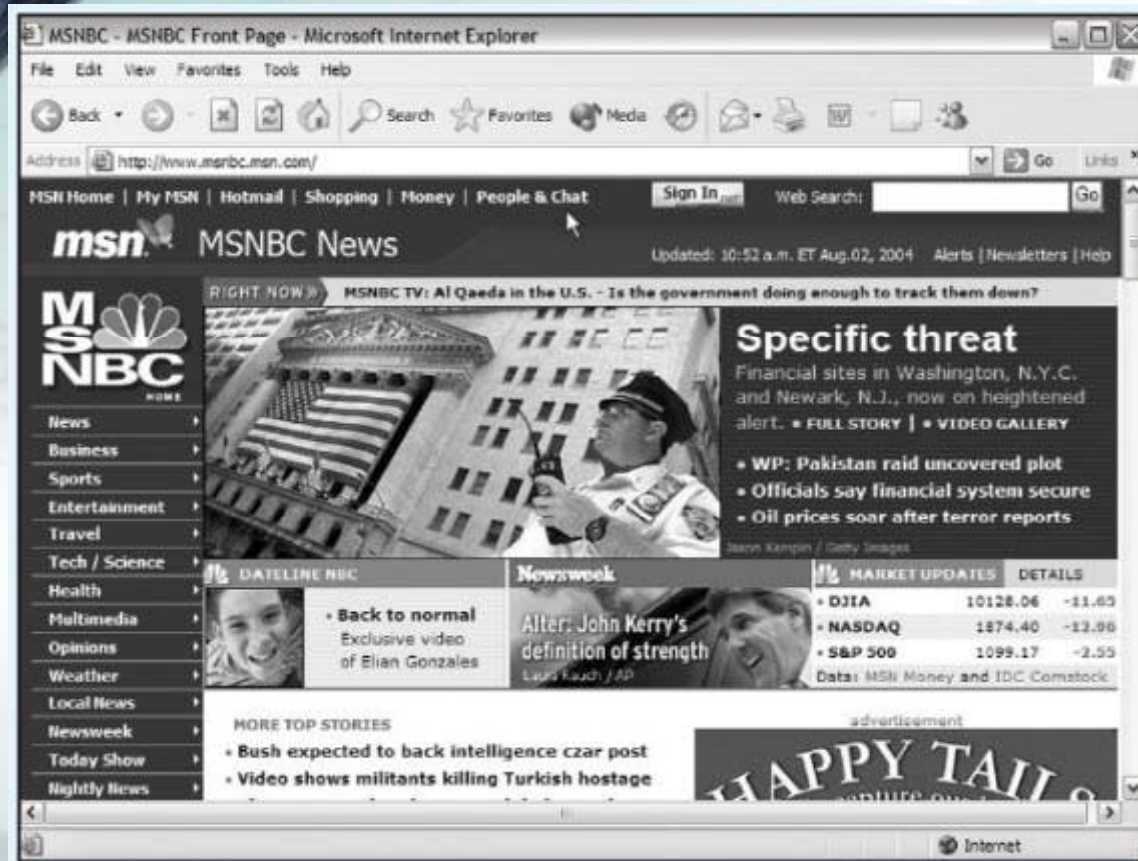 MSNBC - MSNBC Front Page - Microsoft Internet Explorer
File Edit View Favorites Tools Help
Back Search Favorites Media
Address http://www.msnbc.msn.com/ Go Links
MSN Home | My MSN | Hotmail | Shopping | Money | People & Chat Sign In Web Search: Go
msn MSNBC News
Updated: 10:52 a.m. ET Aug.02, 2004 Alerts | Newsletters | Help
MSNBC
HOME
RIGHT NOW » MSNBC TV: Al Qaeda in the U.S. - Is the government doing enough to track them down?
News
Business
Sports
Entertainment
Travel
Tech / Science
Health
Multimedia
Opinions
Weather
Local News
Newsweek
Today Show
Nightly News
Specific threat
Financial sites in Washington, N.Y.C.
and Newark, N.J., now on heightened
alert. • FULL STORY | • VIDEO GALLERY
• WP: Pakistan raid uncovered plot
• Officials say financial system secure
• Oil prices soar after terror reports
/ Getty Images
DATELINE NBC
• Back to normal
Exclusive video
of Elian Gonzales
Newsweek
Alter: John Kerry's
definition of strength
/ AP
MARKET UPDATES DETAILS
• DJIA 10128.06
• NASDAQ 1874.40
• S&P 500 1099.17 -2.55
Data: MSN Money and IDC Comstock
MORE TOP STORIES
• Bush expected to back intelligence czar post
• Video shows militants killing Turkish hostage
advertisement
HAPPY TAILS
Internet